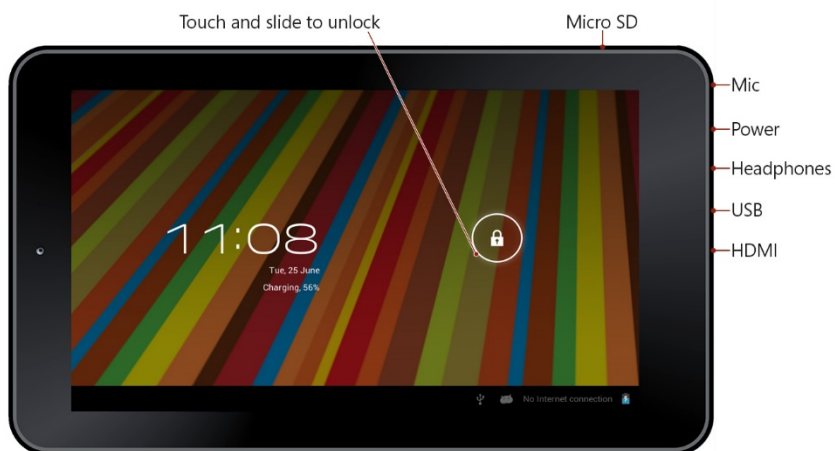 Touch and slide to unlock
Micro SD
Mic
Power
Headphones
USB
HDMI
11:08
Tue, 25 June
Charging, 56%
No Internet connection